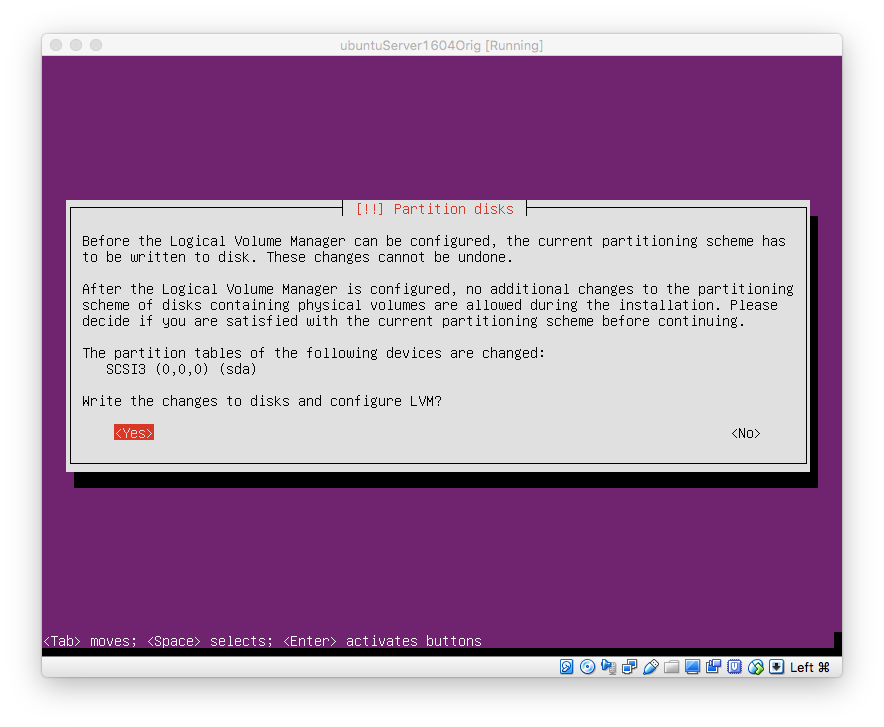 ubuntuServer1604Orig [Running]
[!!] Partition disks
Before the Logical Volume Manager can be configured, the current partitioning scheme has
to be written to disk. These changes cannot be undone.
After the Logical Volume Manager is configured, no additional changes to the partitioning
scheme of disks containing physical volumes are allowed during the installation. Please
decide if you are satisfied with the current partitioning scheme before continuing.
The partition tables of the following devices are changed:
SCSI3 (0,0,0) (sda)
Write the changes to disks and configure LVM?
<Yes> <No>
<Tab> moves; <Space> selects; <Enter> activates buttons
Left ⌘